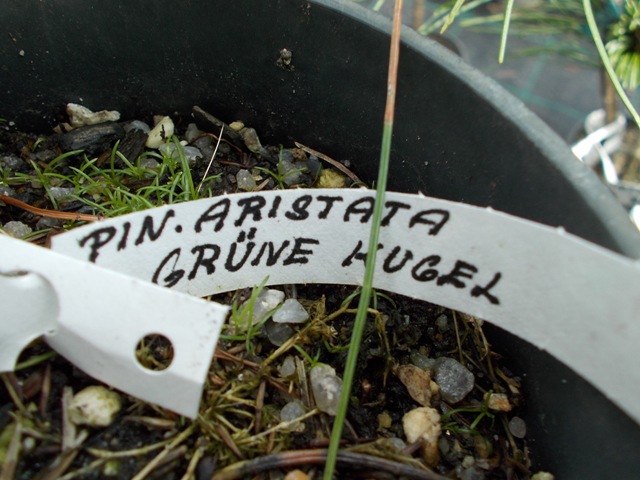 PIN. ARISTATA
GRÜNE KUGEL